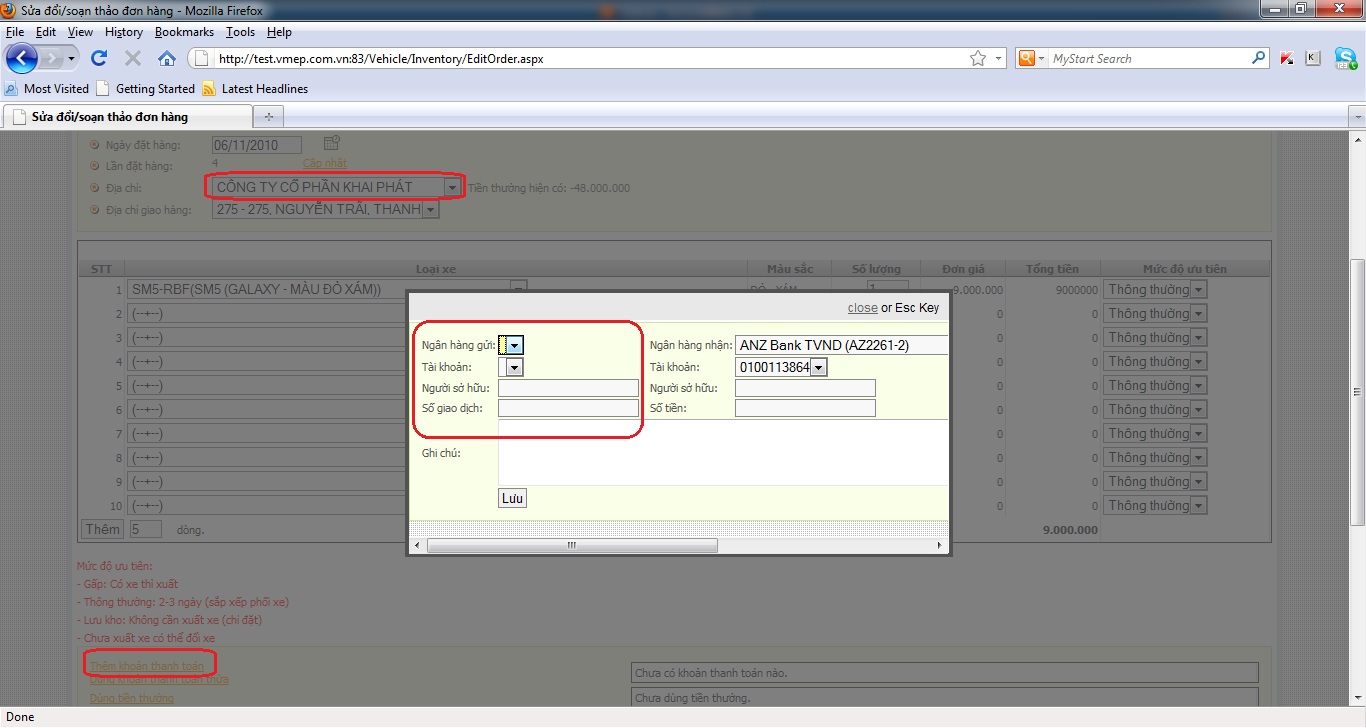 Sửa đổi/soạn thảo đơn hàng - Mozilla Firefox
File Edit View History Bookmarks Tools Help
http://test.vmep.com.vn:83/Vehicle/Inventory/EditOrder.aspx
MyStart Search
Most Visited Getting Started Latest Headlines
Sửa đổi/soạn thảo đơn hàng
Ngày đặt hàng: 06/11/2010
Lần đặt hàng: 4 Cập nhật
Địa chỉ: CÔNG TY CỔ PHẦN KHẢI PHÁT Tiền thưởng hiện có: -48.000.000
Địa chỉ giao hàng: 275 - 275, NGUYỄN TRÃI, THANH
STT Loại xe Màu sắc Số lượng Đơn giá Tổng tiền Mức độ ưu tiên
1 SM5-RBF(SM5 (GALAXY - MÀU ĐỎ XÁM)) 1 9.000.000 9000000 Thông thường
2 (--+--) 0 0 Thông thường
3 (--+--) 0 0 Thông thường
4 (--+--) 0 0 Thông thường
5 (--+--) 0 0 Thông thường
6 (--+--) 0 0 Thông thường
7 (--+--) 0 0 Thông thường
8 (--+--) 0 0 Thông thường
9 (--+--) 0 0 Thông thường
10 (--+--) 0 0 Thông thường
Thêm 5 dòng. 9.000.000
close or Esc Key
Ngân hàng gửi: Ngân hàng nhận: ANZ Bank TVND (AZ2261-2)
Tài khoản: Tài khoản: 0100113864
Người sở hữu: Người sở hữu:
Số giao dịch: Số tiền:
Ghi chú:
Lưu
Mức độ ưu tiên:
- Gấp: Có xe thì xuất
- Thông thường: 2-3 ngày (sắp xếp phối xe)
- Lưu kho: Không cần xuất xe (chỉ đặt)
- Chưa xuất xe có thể đổi xe
Thêm khoản thanh toán Chưa có khoản thanh toán nào.
Dùng khoản thanh toán thừa
Dùng tiền thưởng Chưa dùng tiền thưởng.
Done